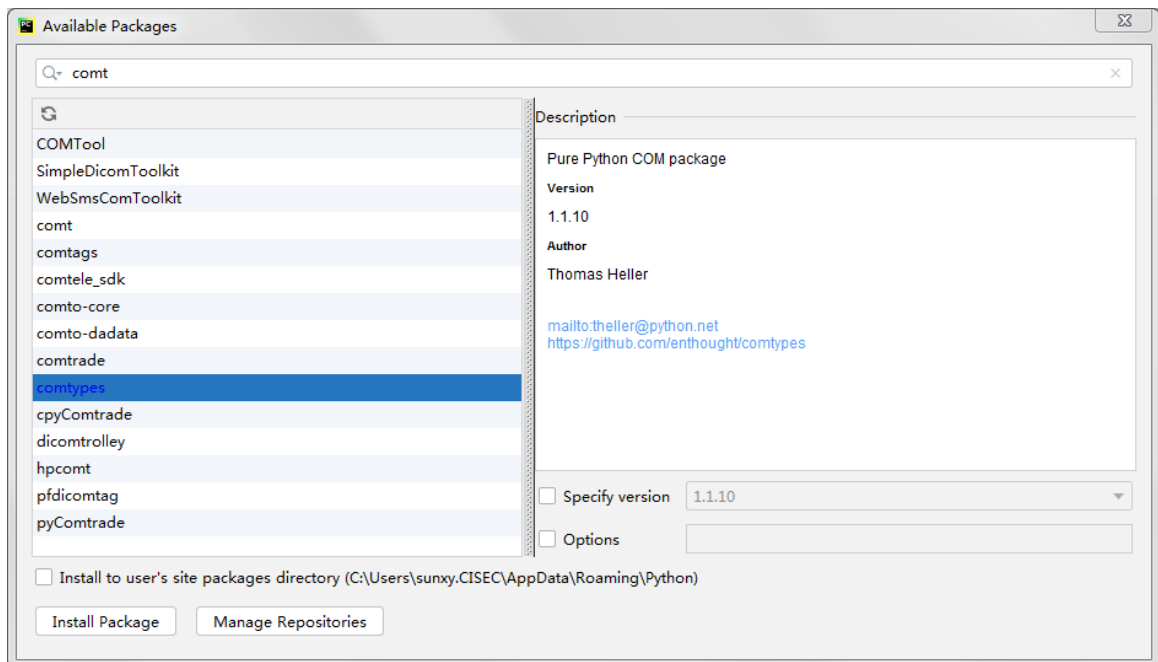 Available Packages
comt
COMTool
SimpleDicomToolkit
WebSmsComToolkit
comt
comtags
comtele_sdk
comto-core
comto-dadata
comtrade
comtypes
cpyComtrade
dicomtrolley
hpcomt
pfdicomtag
pyComtrade
Description
Pure Python COM package
Version
1.1.10
Author
Thomas Heller
mailto:theller@python.net
https://github.com/enthought/comtypes
Specify version 1.1.10
Options
Install to user's site packages directory (C:\Users\sunxy.CISEC\AppData\Roaming\Python)
Install Package Manage Repositories